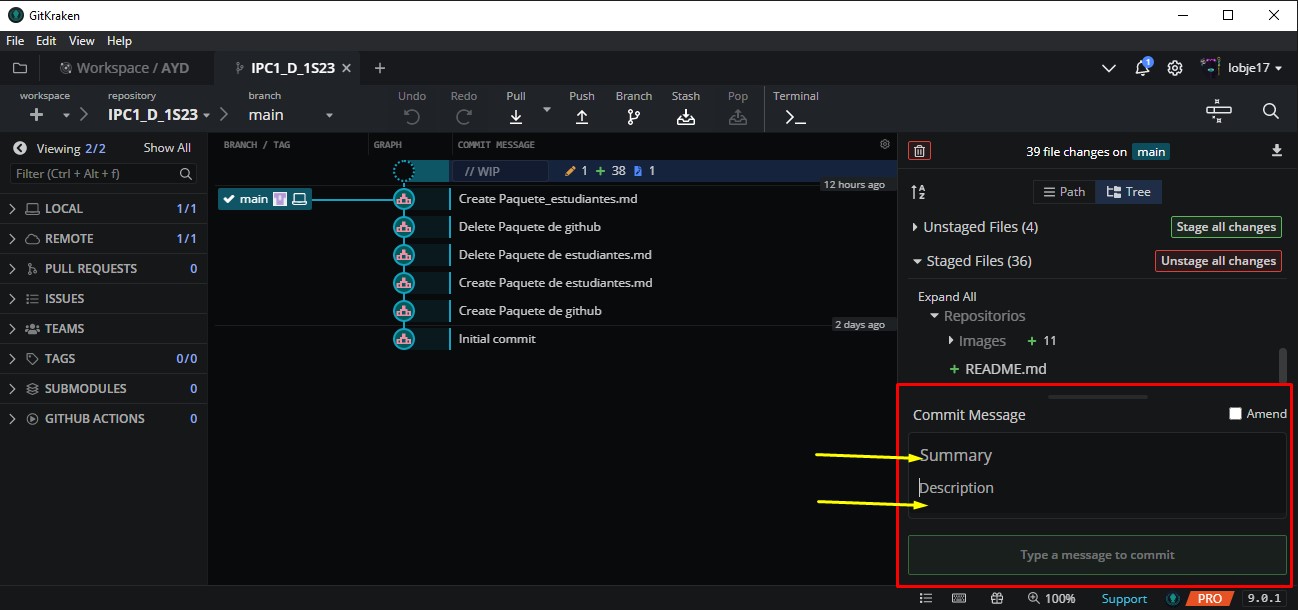 GitKraken
File Edit View Help
Workspace / AYD
IPC1_D_1S23
1
lobje17
workspace
repository
IPC1_D_1S23
branch
main
Undo Redo Pull Push Branch Stash Pop Terminal
Viewing 2/2 Show All
Filter (Ctrl + Alt + f)
LOCAL 1/1
REMOTE 1/1
PULL REQUESTS 0
ISSUES
TEAMS
TAGS 0/0
SUBMODULES 0
GITHUB ACTIONS 0
BRANCH / TAG GRAPH COMMIT MESSAGE
// WIP 1 + 38 1
12 hours ago
main Create Paquete_estudiantes.md
Delete Paquete de github
Delete Paquete de estudiantes.md
Create Paquete de estudiantes.md
Create Paquete de github
2 days ago
Initial commit
39 file changes on main
Path Tree
Unstaged Files (4) Stage all changes
Staged Files (36) Unstage all changes
Expand All
Repositorios
Images + 11
+ README.md
Commit Message Amend
Summary
Description
Type a message to commit
100% Support PRO 9.0.1